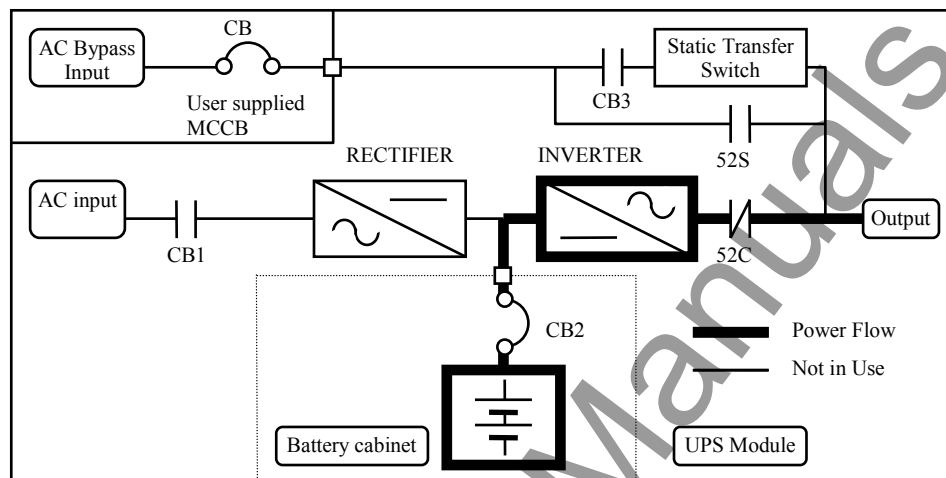 AC Bypass
Input
CB
User supplied
MCCB
CB3
Static Transfer
Switch
52S
RECTIFIER
INVERTER
AC input
CB1
52C
Output
CB2
Power Flow
Not in Use
Battery cabinet
UPS Module
Manuals